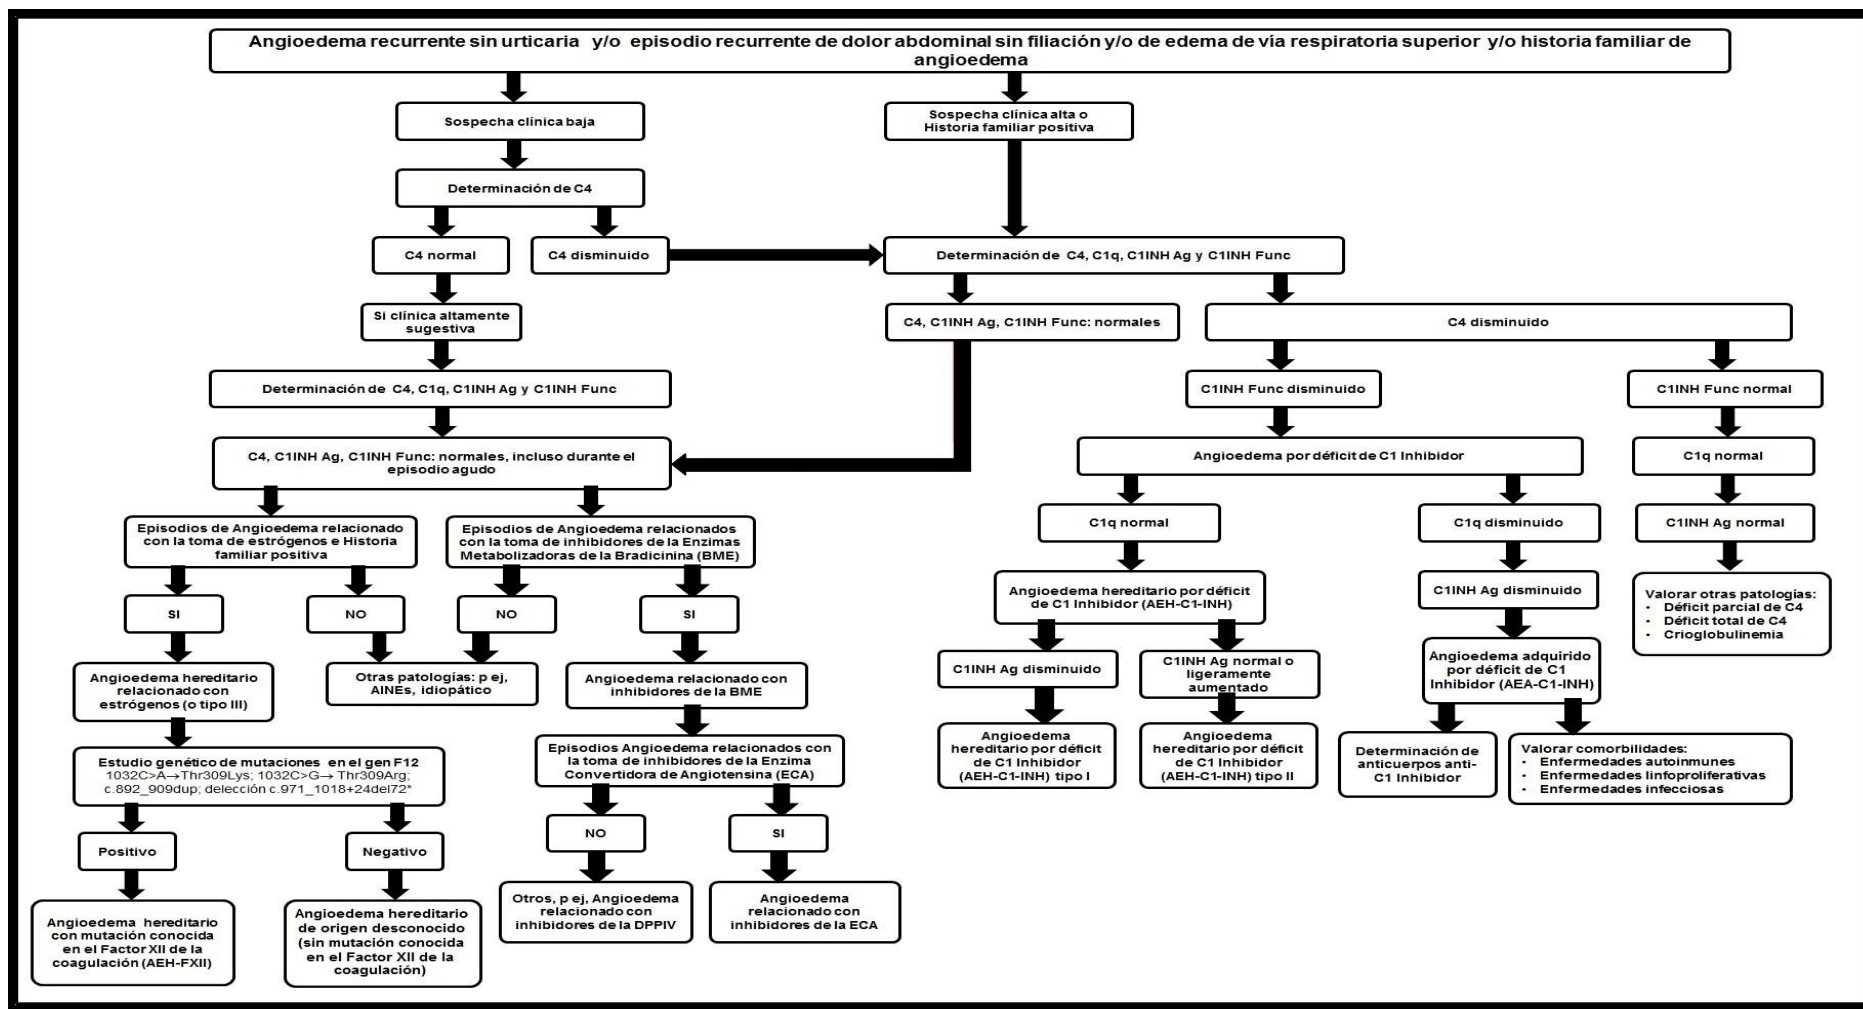 Angioedema recurrente sin urticaria y/o episodio recurrente de dolor abdominal sin filiación y/o de edema de vía respiratoria superior y/o historia familiar de
angioedema
Sospecha clínica baja
Sospecha clínica alta o
Historia familiar positiva
Determinación de C4
C4 normal
C4 disminuido
Determinación de C4, C1q, C1INH Ag y C1INH Func
Si clínica altamente
sugestiva
C4, C1INH Ag, C1INH Func: normales
C4 disminuido
Determinación de C4, C1q, C1INH Ag y C1INH Func
C1INH Func disminuido
C1INH Func normal
C4, C1INH Ag, C1INH Func: normales, incluso durante el
episodio agudo
Angioedema por déficit de C1 Inhibidor
C1q normal
Episodios de Angioedema relacionado
con la toma de estrógenos e Historia
familiar positiva
Episodios de Angioedema relacionados
con la toma de inhibidores de la Enzimas
Metabolizadoras de la Bradicinina (BME)
C1q normal
C1q disminuido
C1INH Ag normal
SI
NO
NO
SI
Angioedema hereditario por déficit
de C1 Inhibidor (AEH-C1-INH)
C1INH Ag disminuido
Valorar otras patologías:
• Déficit parcial de C4
• Déficit total de C4
• Crioglobulinemia
Angioedema hereditario
relacionado con
estrógenos (o tipo III)
Otras patologías: p ej,
AINEs, idiopático
Angioedema relacionado con
inhibidores de la BME
C1INH Ag disminuido
C1INH Ag normal o
ligeramente
aumentado
Angioedema adquirido
por déficit de C1
Inhibidor (AEA-C1-INH)
Estudio genético de mutaciones en el gen F12
1032C>A→Thr309Lys; 1032C>G→ Thr309Arg;
c.892_909dup; delección c.971_1018+24del72*
Episodios Angioedema relacionados con
la toma de inhibidores de la Enzima
Convertidora de Angiotensina (ECA)
Angioedema
hereditario por déficit
de C1 Inhibidor
(AEH-C1-INH) tipo I
Angioedema
hereditario por déficit
de C1 Inhibidor
(AEH-C1-INH) tipo II
Determinación de
anticuerpos anti-
C1 Inhibidor
Valorar comorbilidades:
• Enfermedades autoinmunes
• Enfermedades linfoproliferativas
• Enfermedades infecciosas
Positivo
Negativo
NO
SI
Angioedema hereditario
con mutación conocida
en el Factor XII de la
coagulación (AEH-FXII)
Angioedema hereditario
de origen desconocido
(sin mutación conocida
en el Factor XII de la
coagulación)
Otros, p ej, Angioedema
relacionado con
inhibidores de la DPPIV
Angioedema
relacionado con
inhibidores de la ECA